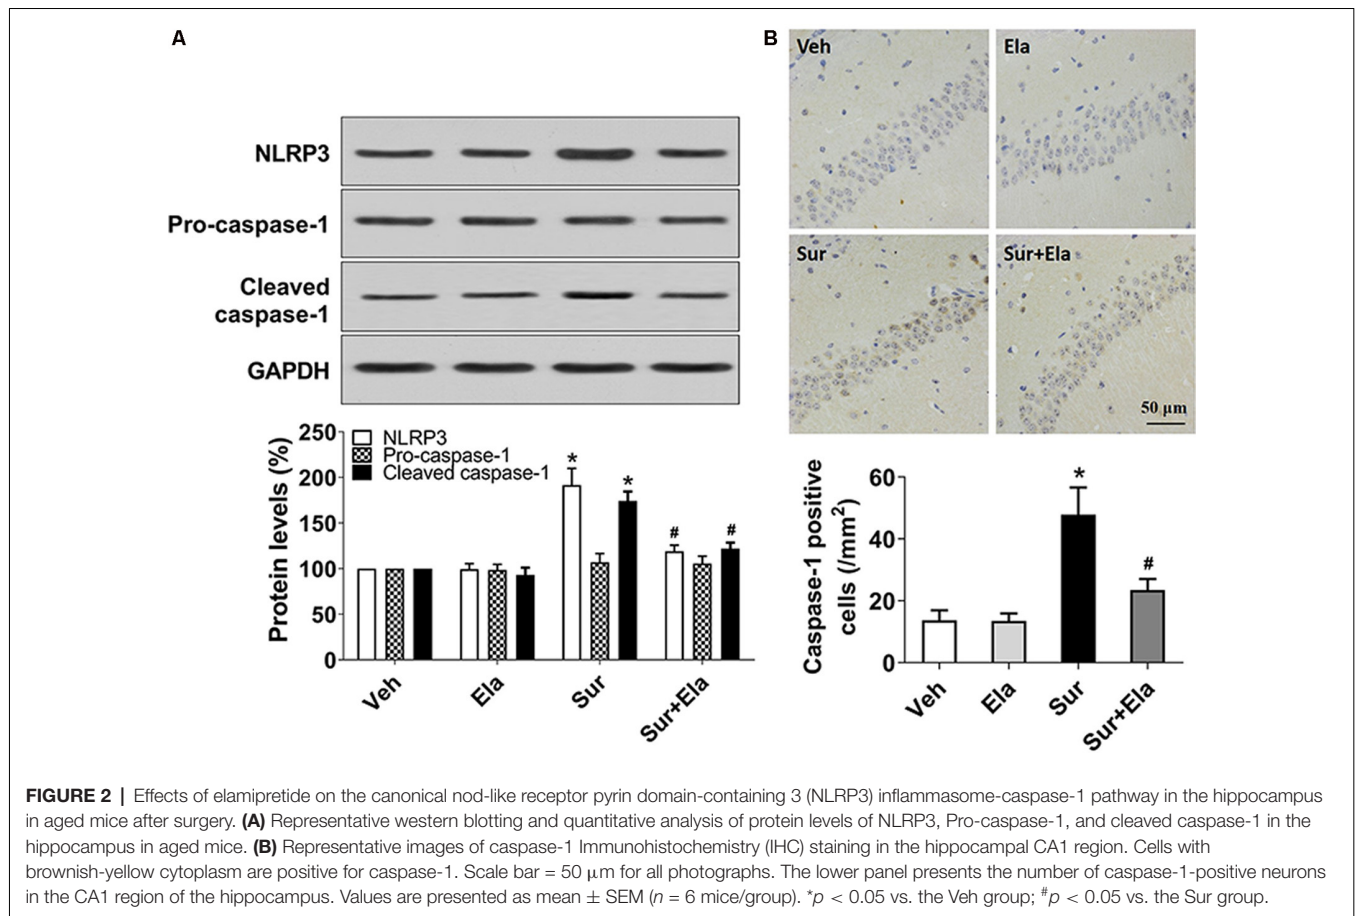 A
NLRP3
Pro-caspase-1
Cleaved
caspase-1
GAPDH
Protein levels (%)
250
200
150
100
50
0
NLRP3
Pro-caspase-1
Cleaved caspase-1
*
*
#
#
Veh
Ela
Sur
Sur+Ela
B
Veh
Ela
Sur
Sur+Ela
50 µm
Caspase-1 positive
cells (/mm²)
60
40
20
0
*
#
Veh
Ela
Sur
Sur+Ela
FIGURE 2 | Effects of elamipretide on the canonical nod-like receptor pyrin domain-containing 3 (NLRP3) inflammasome-caspase-1 pathway in the hippocampus
in aged mice after surgery. (A) Representative western blotting and quantitative analysis of protein levels of NLRP3, Pro-caspase-1, and cleaved caspase-1 in the
hippocampus in aged mice. (B) Representative images of caspase-1 Immunohistochemistry (IHC) staining in the hippocampal CA1 region. Cells with
brownish-yellow cytoplasm are positive for caspase-1. Scale bar = 50 µm for all photographs. The lower panel presents the number of caspase-1-positive neurons
in the CA1 region of the hippocampus. Values are presented as mean ± SEM (n = 6 mice/group). *p < 0.05 vs. the Veh group; #p < 0.05 vs. the Sur group.